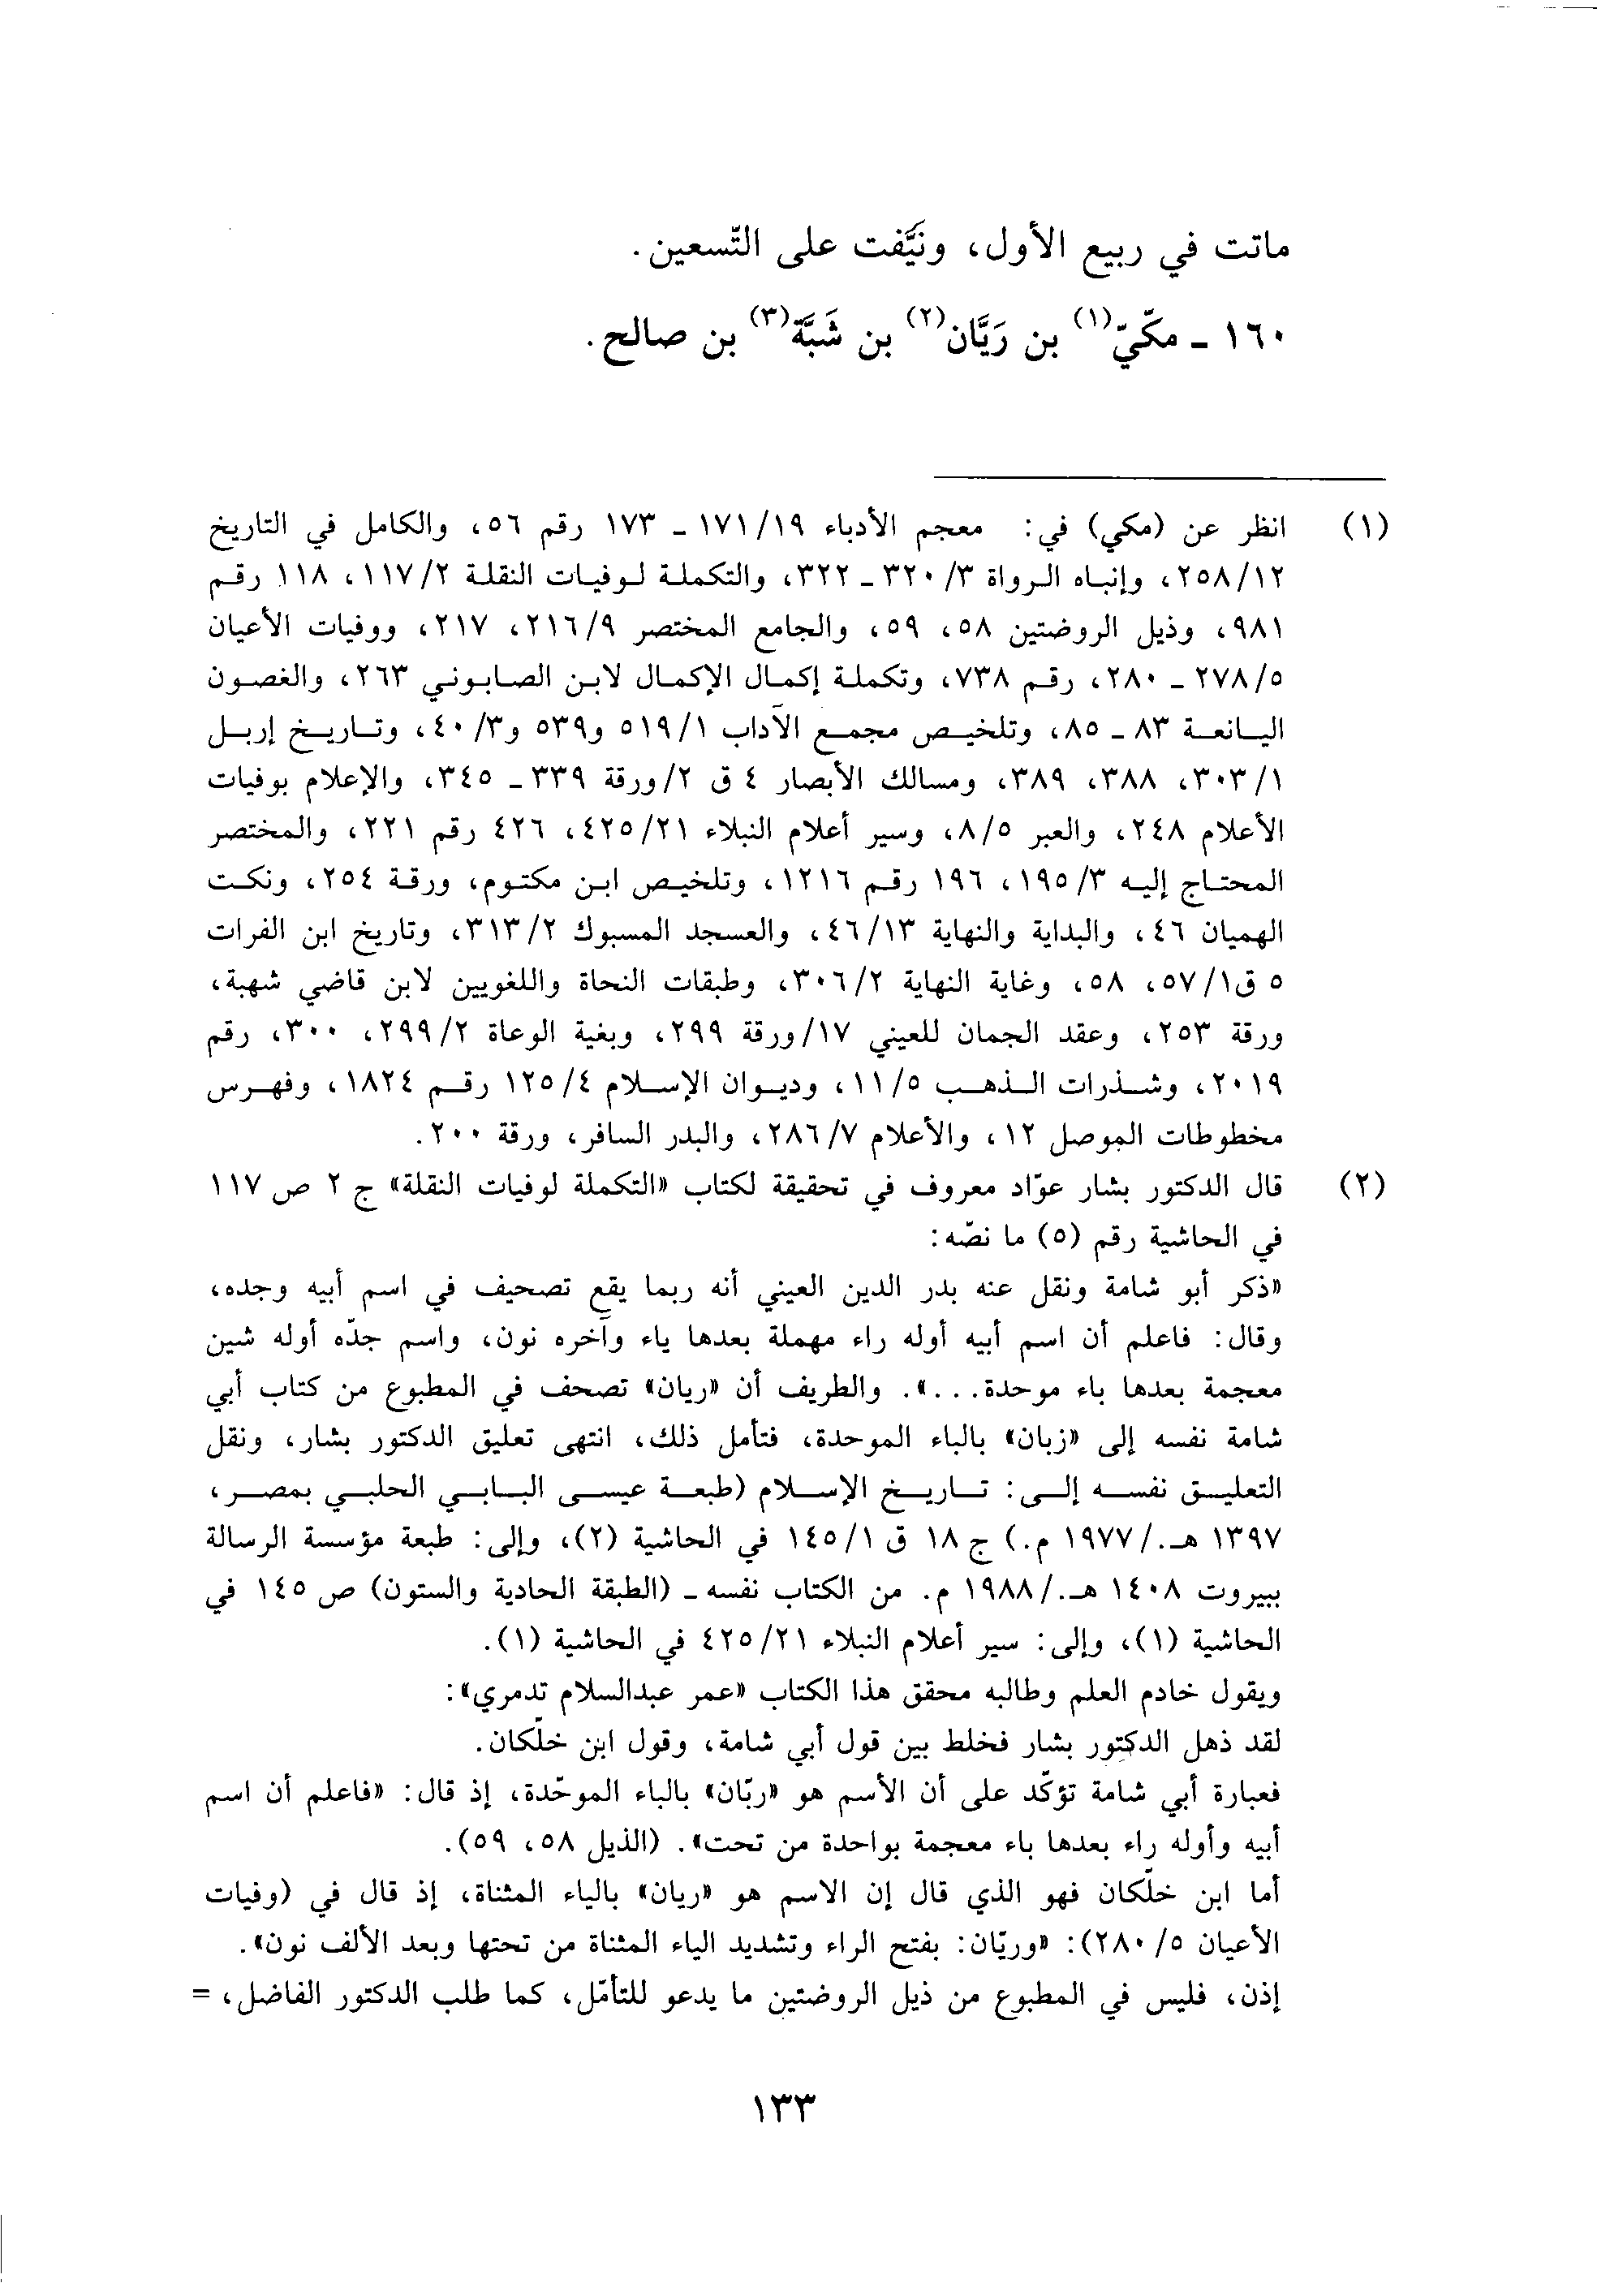 ماتت في ربيع الأول، ونيَّفت على التّسعين.
١٦٠ ـ مكّيّ(١) بن رَيَّان(٢) بن شَبَّة(٣) بن صالح.
(١) انظر عن (مكي) في: معجم الأدباء ١٧١/١٩ ـ ١٧٣ رقم ٥٦، والكامل في التاريخ
٢٥٨/١٢، وإنباه الرواة ٣٢٠/٣ ـ ٣٢٢، والتكملة لوفيات النقلة ١١٧/٢، ١١٨ رقم
٩٨١، وذيل الروضتين ٥٨، ٥٩، والجامع المختصر ٢١٦/٩، ٢١٧، ووفيات الأعيان
٢٧٨/٥ ـ ٢٨٠، رقم ٧٣٨، وتكملة إكمال الإكمال لابن الصابوني ٢٦٣، والغصون
اليانعة ٨٣ ـ ٨٥، وتلخيص مجمع الآداب ٥١٩/١ و٥٣٩ و٤٠/٣، وتاريخ إربل
٣٠٣/١، ٣٨٨، ٣٨٩، ومسالك الأبصار ٤ ق ٢/ورقة ٣٣٩ ـ ٣٤٥، والإعلام بوفيات
الأعلام ٢٤٨، والعبر ٨/٥، وسير أعلام النبلاء ٤٢٥/٢١، ٤٢٦ رقم ٢٢١، والمختصر
المحتاج إليه ١٩٥/٣، ١٩٦ رقم ١٢١٦، وتلخيص ابن مكتوم، ورقة ٢٥٤، ونكت
الهميان ٤٦، والبداية والنهاية ٤٦/١٣، والعسجد المسبوك ٣١٣/٢، وتاريخ ابن الفرات
٥ ق٥٧/١، ٥٨، وغاية النهاية ٣٠٦/٢، وطبقات النحاة واللغويين لابن قاضي شهبة،
ورقة ٢٥٣، وعقد الجمان للعيني ١٧/ورقة ٢٩٩، وبغية الوعاة ٢٩٩/٢، ٣٠٠، رقم
٢٠١٩، وشذرات الذهب ١١/٥، وديوان الإسلام ١٢٥/٤ رقم ١٨٢٤، وفهرس
مخطوطات الموصل ١٢، والأعلام ٢٨٦/٧، والبدر السافر، ورقة ٢٠٠.
(٢) قال الدكتور بشار عوّاد معروف في تحقيقة لكتاب «التكملة لوفيات النقلة» ج ٢ ص ١١٧
في الحاشية رقم (٥) ما نصّه:
«ذكر أبو شامة ونقل عنه بدر الدين العيني أنه ربما يقع تصحيف في اسم أبيه وجده،
وقال: فاعلم أن اسم أبيه أوله راء مهملة بعدها ياء وآخره نون، واسم جدّه أوله شين
معجمة بعدها باء موحدة...». والطريف أن «ريان» تصحف في المطبوع من كتاب أبي
شامة نفسه إلى «زبان» بالباء الموحدة، فتأمل ذلك، انتهى تعليق الدكتور بشار، ونقل
التعليق نفسه إلى: تاريخ الإسلام (طبعة عيسى البابي الحلبي بمصر،
١٣٩٧ هـ./١٩٧٧ م.) ج ١٨ ق ١٤٥/١ في الحاشية (٢)، وإلى: طبعة مؤسسة الرسالة
ببيروت ١٤٠٨ هـ./١٩٨٨ م. من الكتاب نفسه ـ (الطبقة الحادية والستون) ص ١٤٥ في
الحاشية (١)، وإلى: سير أعلام النبلاء ٤٢٥/٢١ في الحاشية (١).
ويقول خادم العلم وطالبه محقق هذا الكتاب «عمر عبدالسلام تدمري»:
لقد ذهل الدكتور بشار فخلط بين قول أبي شامة، وقول ابن خلّكان.
فعبارة أبي شامة تؤكّد على أن الأسم هو «ربّان» بالباء الموحّدة، إذ قال: «فاعلم أن اسم
أبيه وأوله راء بعدها باء معجمة بواحدة من تحت». (الذيل ٥٨، ٥٩).
أما ابن خلّكان فهو الذي قال إن الاسم هو «ريان» بالياء المثناة، إذ قال في (وفيات
الأعيان ٢٨٠/٥): «وريّان: بفتح الراء وتشديد الياء المثناة من تحتها وبعد الألف نون».
إذن، فليس في المطبوع من ذيل الروضتين ما يدعو للتأمّل، كما طلب الدكتور الفاضل، =
١٣٣